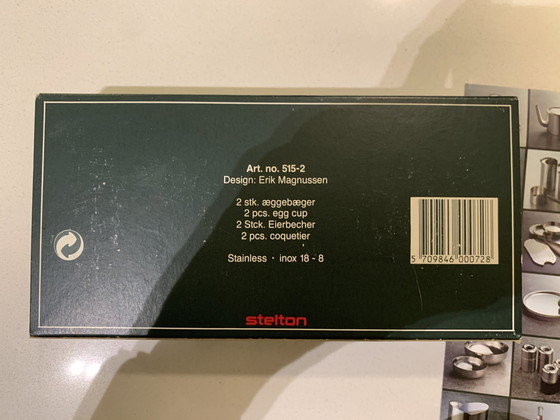 Art. no. 515-2
Design: Erik Magnussen
2 stk. æggebæger
2 pcs. egg cup
2 Stck. Eierbecher
2 pcs. coquetier
Stainless · inox 18 - 8
5 709846 000728
stelton